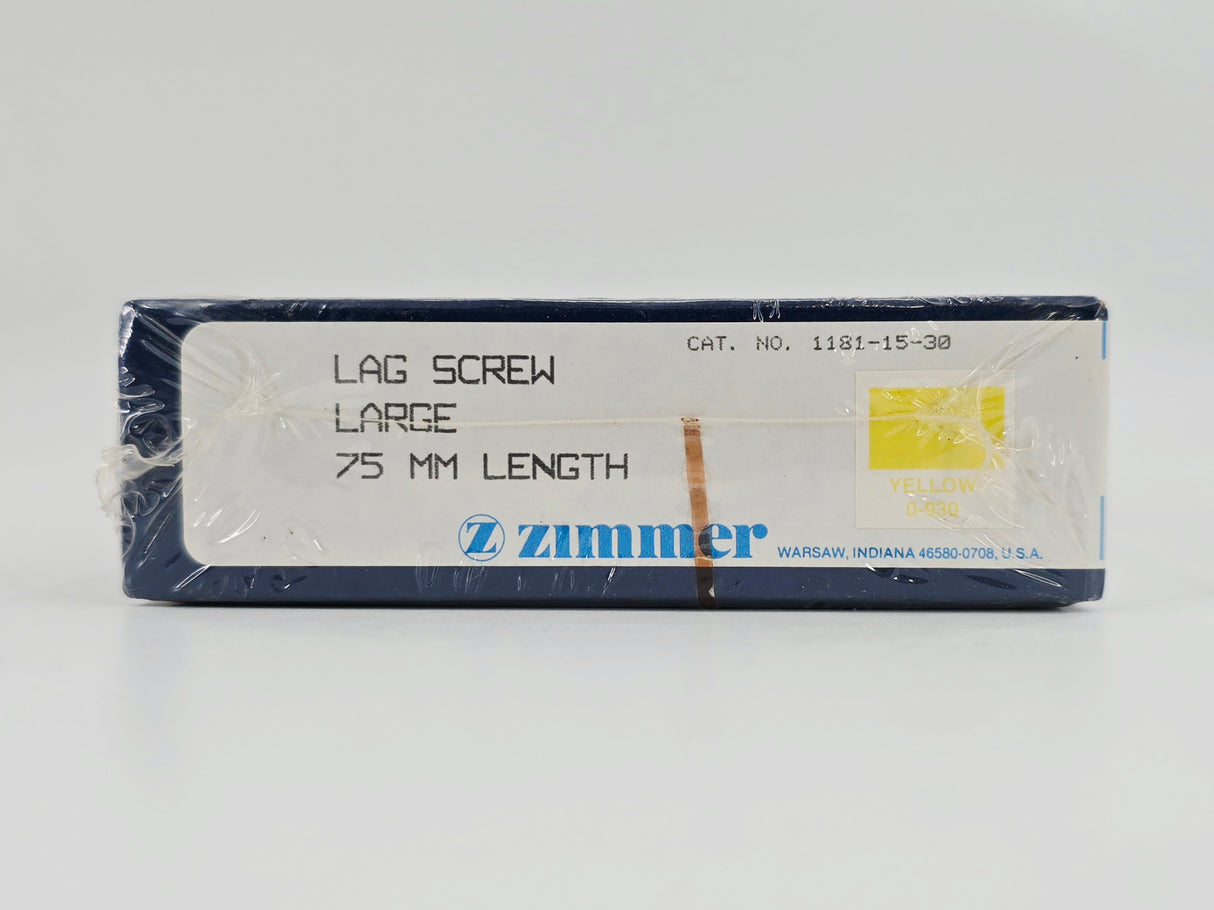 CAT. NO. 1181-15-30
LAG SCREW
LARGE
75 MM LENGTH
YELLOW
0-930
Z zimmer WARSAW, INDIANA 46580-0708, U.S.A.